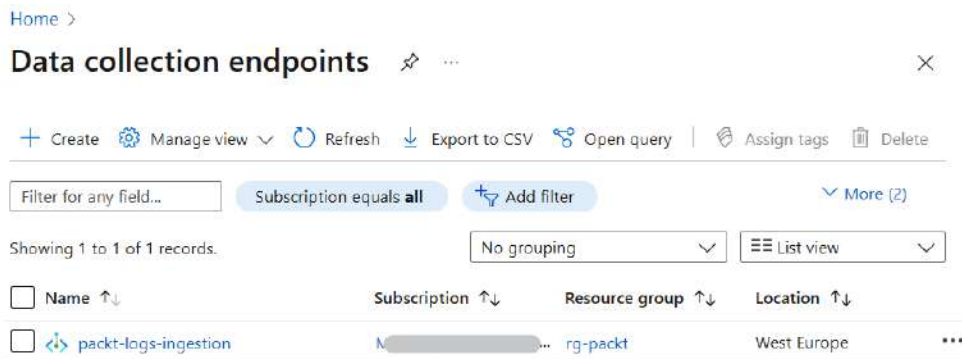 Home >
Data collection endpoints ...
+ Create Manage view Refresh Export to CSV Open query | Assign tags Delete
Filter for any field... Subscription equals all Add filter More (2)
Showing 1 to 1 of 1 records. No grouping List view
Name ↑↓ Subscription ↑↓ Resource group ↑↓ Location ↑↓
packt-logs-ingestion ... rg-packt West Europe ...